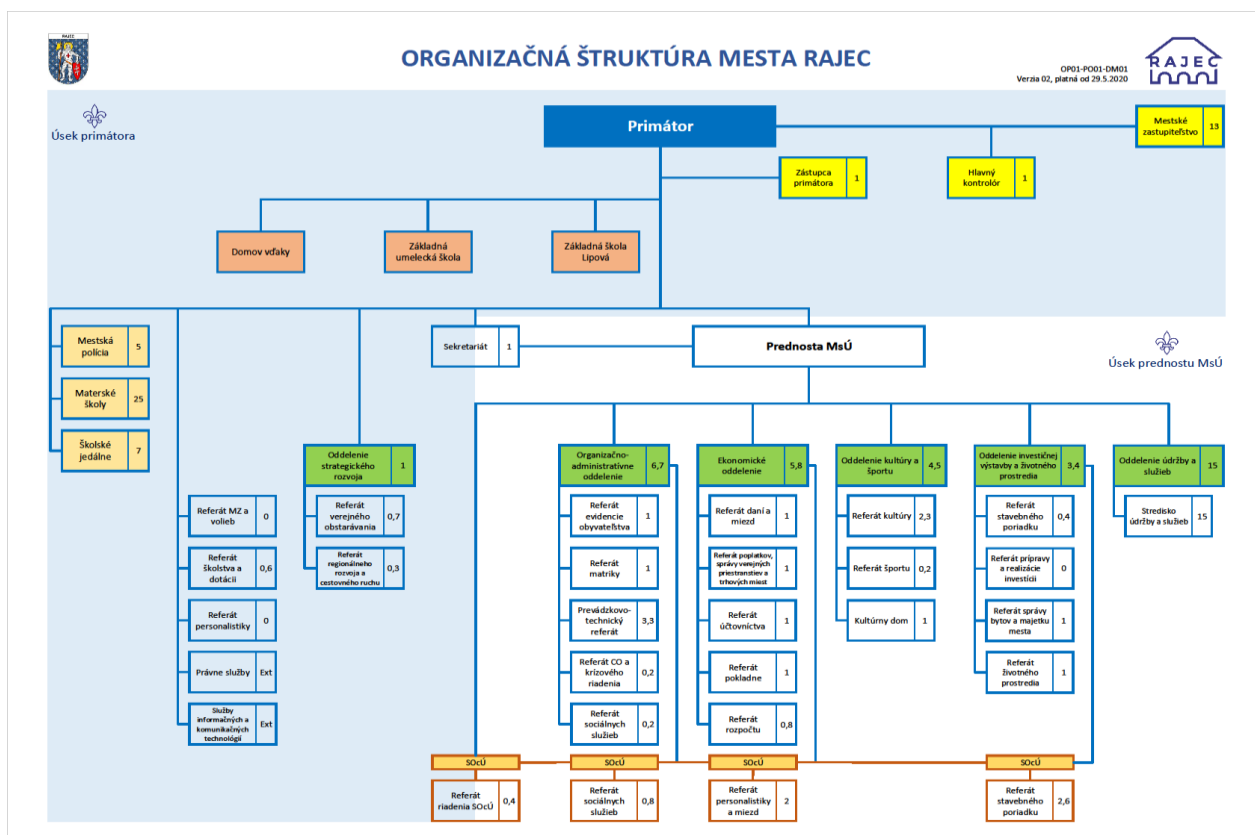 RAJEC
ORGANIZAČNÁ ŠTRUKTÚRA MESTA RAJEC
OP01-PO01-DM01
Verzia 02, platná od 29.5.2020
RAJEC
Úsek primátora
Primátor
Mestské
zastupiteľstvo
13
Zástupca
primátora
1
Hlavný
kontrolór
1
Domov vďaky
Základná
umelecká škola
Základná škola
Lipová
Mestská
polícia
5
Materské
školy
25
Školské
jedálne
7
Sekretariát
1
Prednosta MsÚ
Úsek prednostu MsÚ
Oddelenie
strategického
rozvoja
1
Organizačno-
administratívne
oddelenie
6,7
Ekonomické
oddelenie
5,8
Oddelenie kultúry a
športu
4,5
Oddelenie investičnej
výstavby a životného
prostredia
3,4
Oddelenie údržby a
služieb
15
Referát MZ a
volieb
0
Referát
školstva a
dotácií
0,6
Referát
personalistiky
0
Právne služby
Ext
Služby
informačných a
komunikačných
technológií
Ext
Referát
verejného
obstarávania
0,7
Referát
regionálneho
rozvoja a
cestovného ruchu
0,3
Referát
evidencie
obyvateľstva
1
Referát
matriky
1
Prevádzkovo-
technický
referát
3,3
Referát CO a
krízového
riadenia
0,2
Referát
sociálnych
služieb
0,2
Referát daní a
miezd
1
Referát poplatkov,
správy verejných
priestranstiev a
trhových miest
1
Referát
účtovníctva
1
Referát
pokladne
1
Referát
rozpočtu
0,8
Referát kultúry
2,3
Referát športu
0,2
Kultúrny dom
1
Referát
stavebného
poriadku
0,4
Referát prípravy
a realizácie
investícií
0
Referát správy
bytov a majetku
mesta
1
Referát
životného
prostredia
1
Stredisko
údržby a služieb
15
SOcÚ
Referát
riadenia SOcÚ
0,4
SOcÚ
Referát
sociálnych
služieb
0,8
SOcÚ
Referát
personalistiky
a miezd
2
SOcÚ
Referát
stavebného
poriadku
2,6